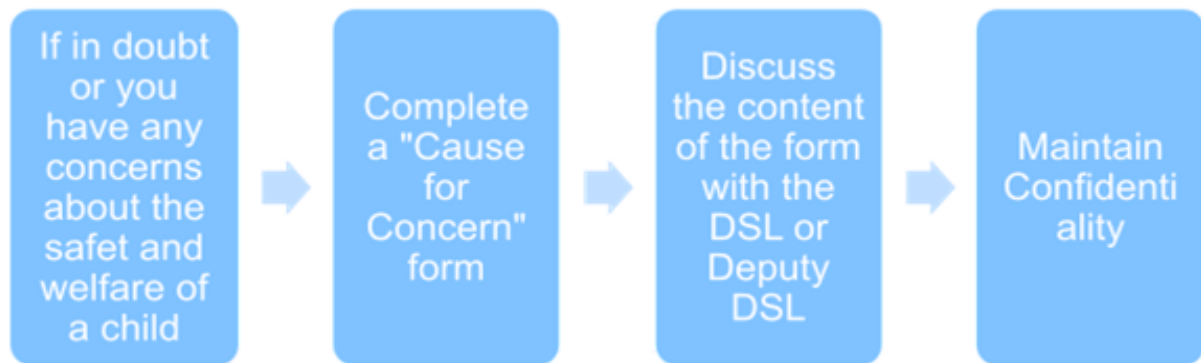 If in doubt
or you
have any
concerns
about the
safet and
welfare of
a child
Complete
a "Cause
for
Concern"
form
Discuss
the content
of the form
with the
DSL or
Deputy
DSL
Maintain
Confidenti
ality